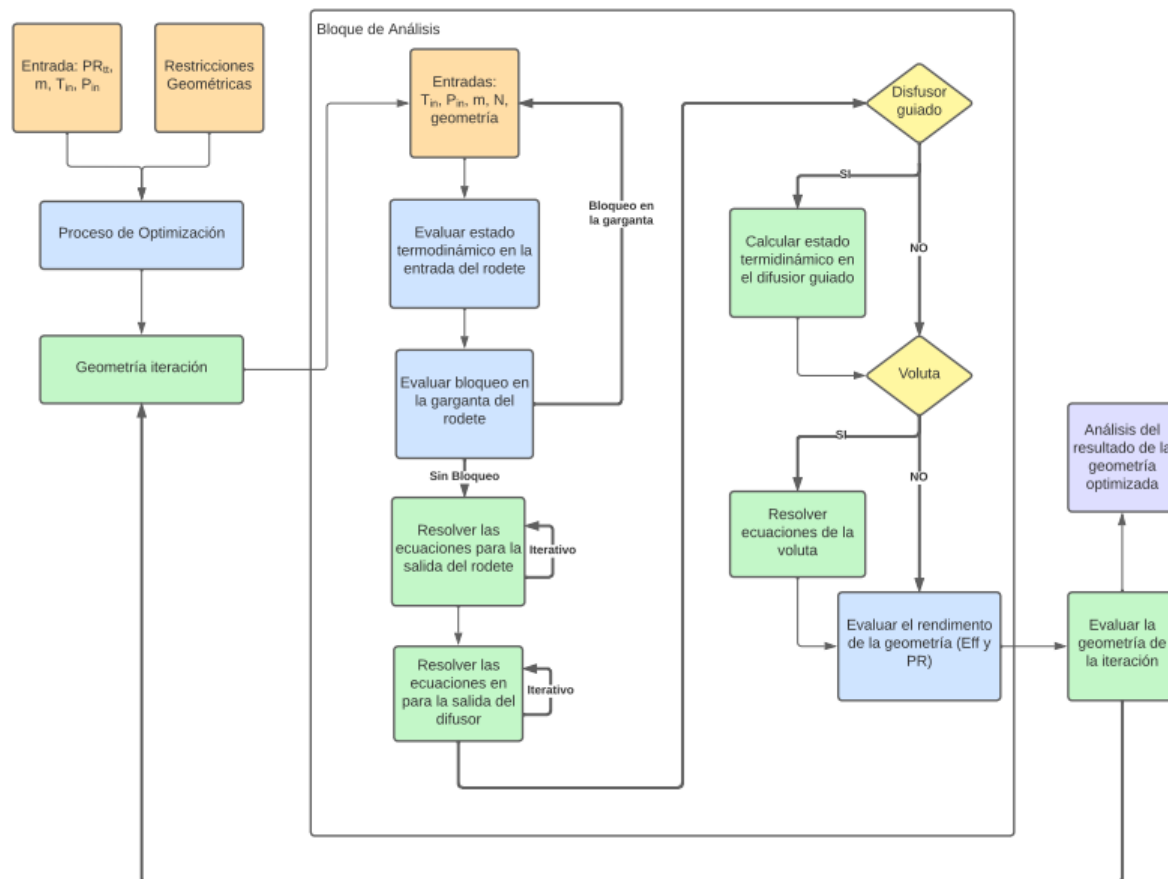 Entrada: PRtt,
m, Tin, Pin
Restricciones
Geométricas
Proceso de Optimización
Geometría iteración
Bloque de Análisis
Entradas:
Tin, Pin, m, N,
geometría
Bloqueo en
la garganta
Evaluar estado
termodinámico en la
entrada del rodete
Evaluar bloqueo en
la garganta del
rodete
Sin Bloqueo
Resolver las
ecuaciones para la
salida del rodete
Iterativo
Resolver las
ecuaciones en
para la salida del
difusor
Iterativo
Disfusor
guiado
SI
NO
Calcular estado
termidinámico en
el difusior guiado
Voluta
SI
NO
Resolver
ecuaciones de la
voluta
Evaluar el rendimento
de la geometría (Eff y
PR)
Evaluar la
geometría de
la iteración
Análisis del
resultado de la
geometría
optimizada